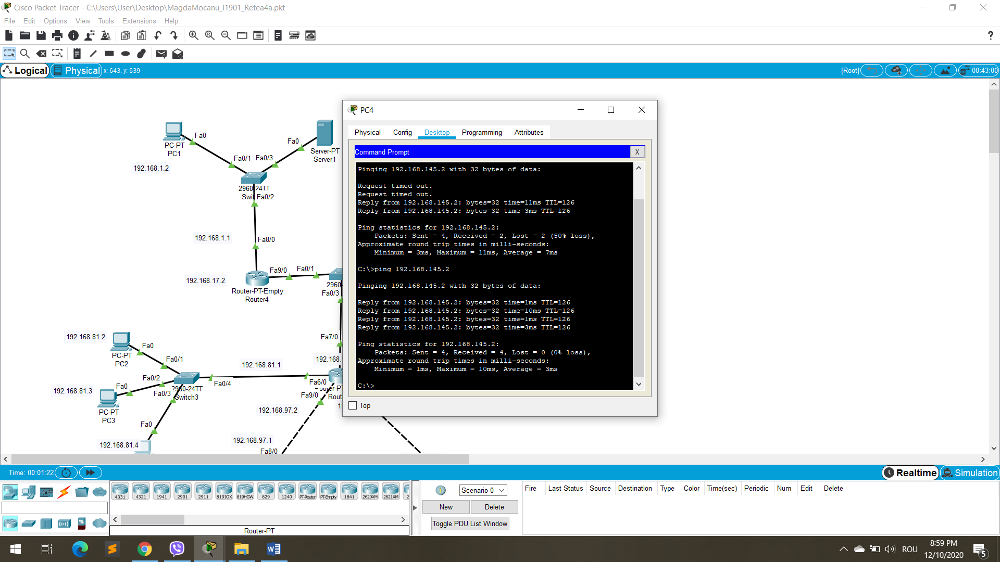 Cisco Packet Tracer - C:\Users\User\Desktop\MagdaMocanu_I1901_Retea4a.pkt
File Edit Options View Tools Extensions Help
?
Logical Physical x: 643, y: 639 [Root] 00:43:00
PC4
Physical Config Desktop Programming Attributes
Command Prompt X
Pinging 192.168.145.2 with 32 bytes of data:
Request timed out.
Request timed out.
Reply from 192.168.145.2: bytes=32 time=11ms TTL=126
Reply from 192.168.145.2: bytes=32 time=3ms TTL=126
Ping statistics for 192.168.145.2:
Packets: Sent = 4, Received = 2, Lost = 2 (50% loss),
Approximate round trip times in milli-seconds:
Minimum = 3ms, Maximum = 11ms, Average = 7ms
C:\>ping 192.168.145.2
Pinging 192.168.145.2 with 32 bytes of data:
Reply from 192.168.145.2: bytes=32 time=1ms TTL=126
Reply from 192.168.145.2: bytes=32 time=10ms TTL=126
Reply from 192.168.145.2: bytes=32 time=1ms TTL=126
Reply from 192.168.145.2: bytes=32 time=3ms TTL=126
Ping statistics for 192.168.145.2:
Packets: Sent = 4, Received = 4, Lost = 0 (0% loss),
Approximate round trip times in milli-seconds:
Minimum = 1ms, Maximum = 10ms, Average = 3ms
C:\>
Top
Fa0
PC-PT
PC1
192.168.1.2
Fa0
Server-PT
Server1
Fa0/1 Fa0/3
2960-24TT
Swit Fa0/2
192.168.1.1
Fa8/0
192.168.17.2
Fa9/0 Fa0/1
Router-PT-Empty
Router4
2960
Fa0/3
Fa7/0
192.168.
192.168.81.2
Fa0
PC-PT
PC2
Fa0/1
192.168.81.1
Fa0/2
Fa0/4
Fa6/0
192.168.81.3
Fa0
Fa0/3
2960-24TT
Switch3
Fa9/0
Rout
PC-PT
PC3
192.168.97.2
Fa0
192.168.81.4
192.168.97.1
Fa8/0
Time: 00:01:22
Realtime Simulation
4331 4321 1941 2901 2911 819IOX 819HGW 829 1240 PT-Router PT-Empty 1841 2620XM 2621XM 2
Router-PT
Scenario 0
New Delete
Toggle PDU List Window
Fire Last Status Source Destination Type Color Time(sec) Periodic Num Edit Delete
ROU
8:59 PM
12/10/2020
5